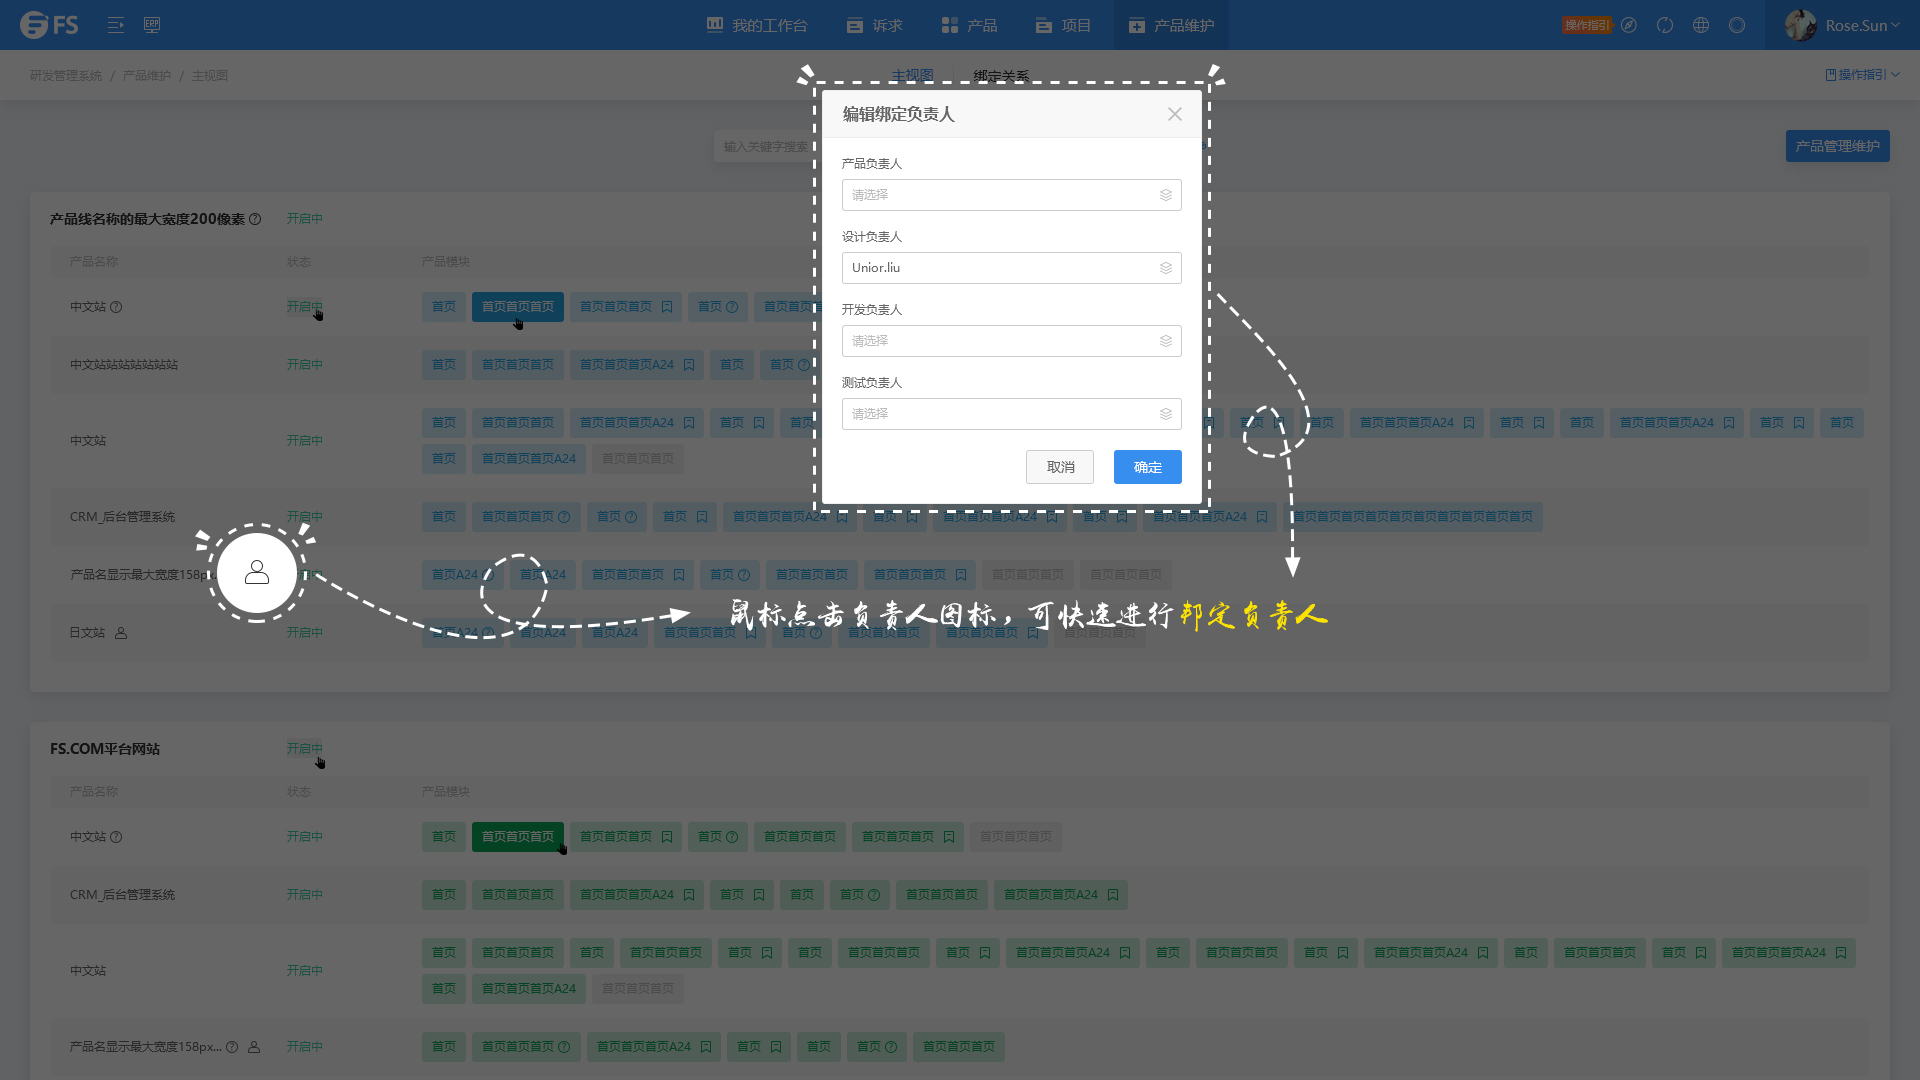 FS
我的工作台
诉求
产品
项目
产品维护
操作指引
Rose.Sun
研发管理系统 / 产品维护 / 主视图
主视图
绑定关系
操作指引
输入关键字搜索
产品管理维护
编辑绑定负责人
产品负责人
请选择
设计负责人
Unior.liu
开发负责人
请选择
测试负责人
请选择
取消
确定
产品线名称的最大宽度200像素 开启中
产品名称 状态 产品模块
中文站 开启中 首页 首页首页首页 首页首页首页 首页
中文站站站站站站站 开启中 首页 首页首页首页 首页首页首页A24 首页 首页
中文站 开启中 首页 首页首页首页 首页首页首页A24 首页 首页 首页首页首页A24 首页 首页 首页首页首页A24 首页 首页
首页 首页首页首页A24 首页首页首页
CRM_后台管理系统 开启中 首页 首页首页首页 首页 首页 首页首页首页A24 首页 首页首页首页A24 首页 首页首页首页A24 首页首页首页首页首页首页首页首页首页首页
产品名显示最大宽度158px 首页A24 首页A24 首页首页首页 首页 首页首页首页 首页首页首页 首页首页首页 首页首页首页
鼠标点击负责人图标，可快速进行邦定负责人
日文站 开启中 首页A24 首页A24 首页A24 首页首页首页 首页 首页首页首页 首页首页首页 首页首页首页
FS.COM平台网站 开启中
产品名称 状态 产品模块
中文站 开启中 首页 首页首页首页 首页首页首页 首页 首页首页首页 首页首页首页 首页首页首页
CRM_后台管理系统 开启中 首页 首页首页首页 首页首页首页A24 首页 首页 首页 首页首页首页 首页首页首页A24
中文站 开启中 首页 首页首页首页 首页 首页首页首页 首页 首页 首页首页首页 首页 首页首页首页A24 首页 首页首页首页 首页 首页首页首页A24 首页 首页首页首页 首页 首页首页首页A24
首页 首页首页首页A24 首页首页首页
产品名显示最大宽度158px... 开启中 首页 首页首页首页 首页首页首页A24 首页 首页 首页 首页首页首页